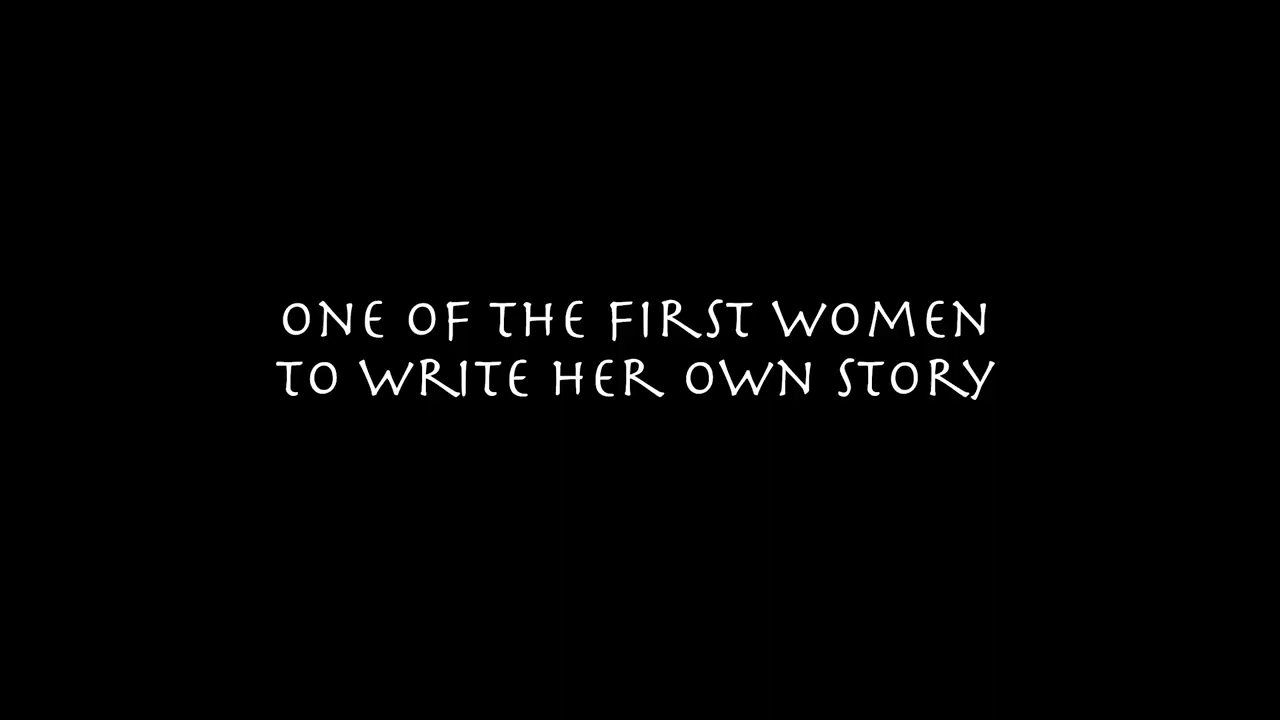 ONE OF THE FIRST WOMEN
TO WRITE HER OWN STORY